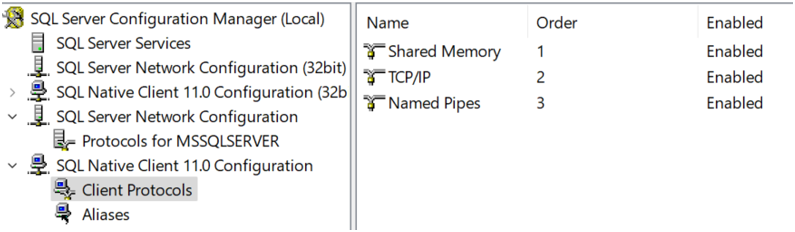 SQL Server Configuration Manager (Local)
SQL Server Services
SQL Server Network Configuration (32bit)
SQL Native Client 11.0 Configuration (32b
SQL Server Network Configuration
Protocols for MSSQLSERVER
SQL Native Client 11.0 Configuration
Client Protocols
Aliases
Name Order Enabled
Shared Memory 1 Enabled
TCP/IP 2 Enabled
Named Pipes 3 Enabled